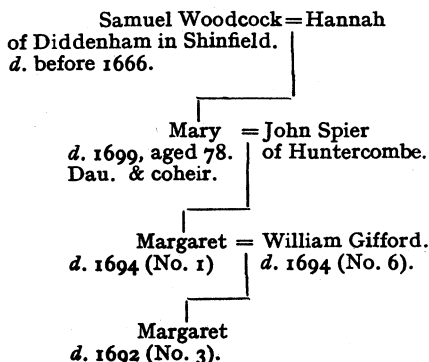 Samuel Woodcock=Hannah
of Diddenham in Shinfield.
d. before 1666.
Mary = John Spier
d. 1699, aged 78. of Huntercombe.
Dau. & coheir.
Margaret = William Gifford.
d. 1694 (No. 1) d. 1694 (No. 6).
Margaret
d. 1692 (No. 3).